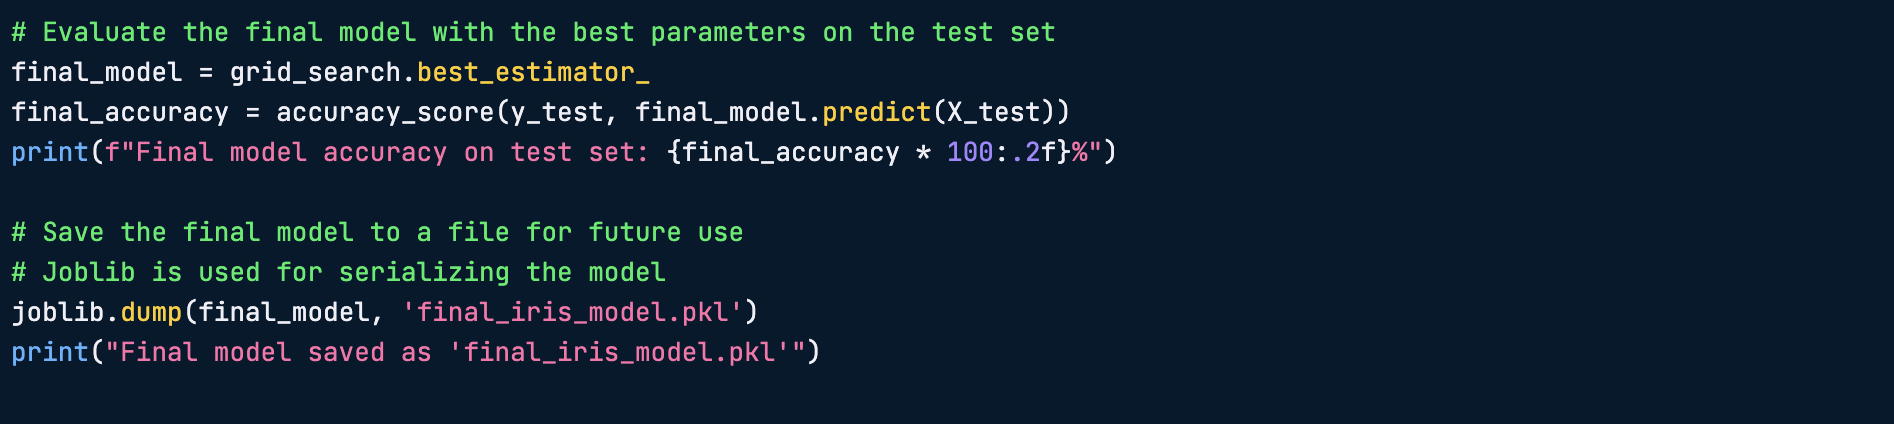 # Evaluate the final model with the best parameters on the test set
final_model = grid_search.best_estimator_
final_accuracy = accuracy_score(y_test, final_model.predict(X_test))
print(f"Final model accuracy on test set: {final_accuracy * 100:.2f}%")

# Save the final model to a file for future use
# Joblib is used for serializing the model
joblib.dump(final_model, 'final_iris_model.pkl')
print("Final model saved as 'final_iris_model.pkl'")